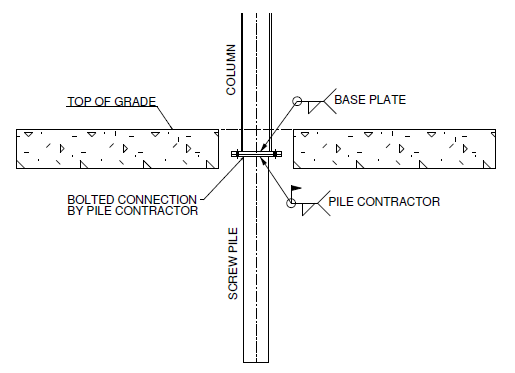 COLUMN
TOP OF GRADE
BASE PLATE
BOLTED CONNECTION
BY PILE CONTRACTOR
PILE CONTRACTOR
SCREW PILE